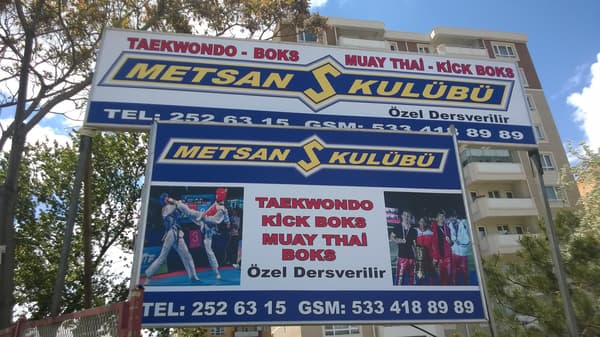 TAEKWONDO - BOKS MUAY THAI - KİCK BOKS
METSAN S KULÜBÜ
Özel Dersverilir
TEL: 252 63 15 GSM: 533 418 89 89
METSAN S KULÜBÜ
TAEKWONDO
KİCK BOKS
MUAY THAI
BOKS
Özel Dersverilir
TEL: 252 63 15 GSM: 533 418 89 89